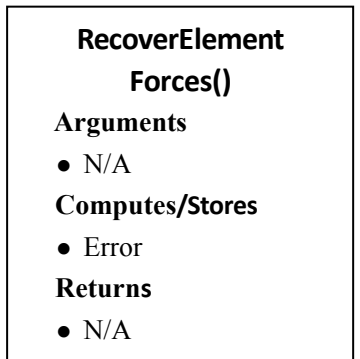 RecoverElement
Forces()
Arguments
● N/A
Computes/Stores
● Error
Returns
● N/A